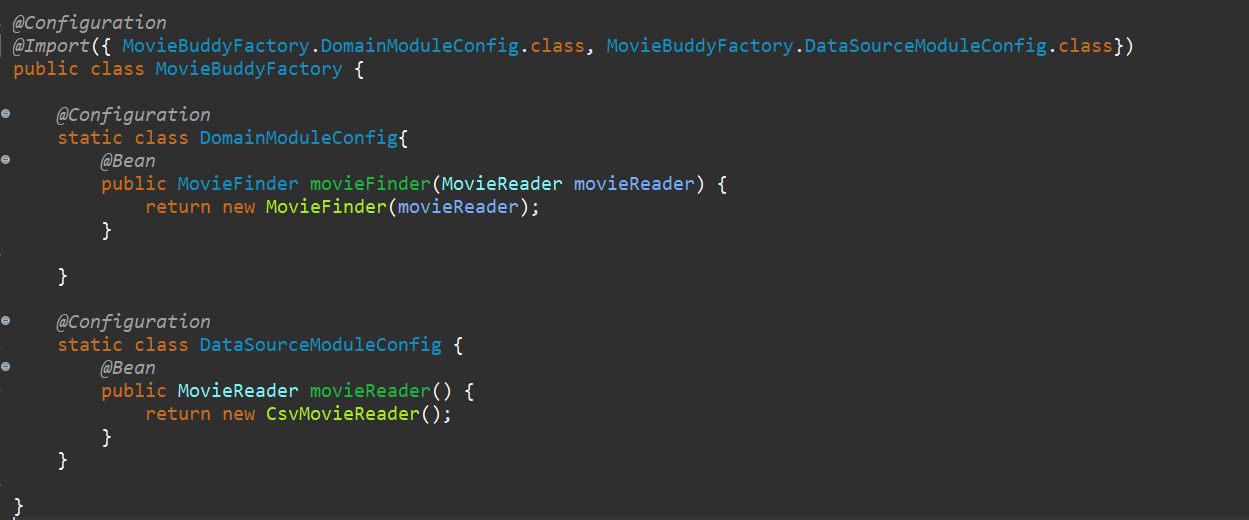 @Configuration
@Import({ MovieBuddyFactory.DomainModuleConfig.class, MovieBuddyFactory.DataSourceModuleConfig.class})
public class MovieBuddyFactory {
@Configuration
static class DomainModuleConfig{
@Bean
public MovieFinder movieFinder(MovieReader movieReader) {
return new MovieFinder(movieReader);
}
}
@Configuration
static class DataSourceModuleConfig {
@Bean
public MovieReader movieReader() {
return new CsvMovieReader();
}
}
}